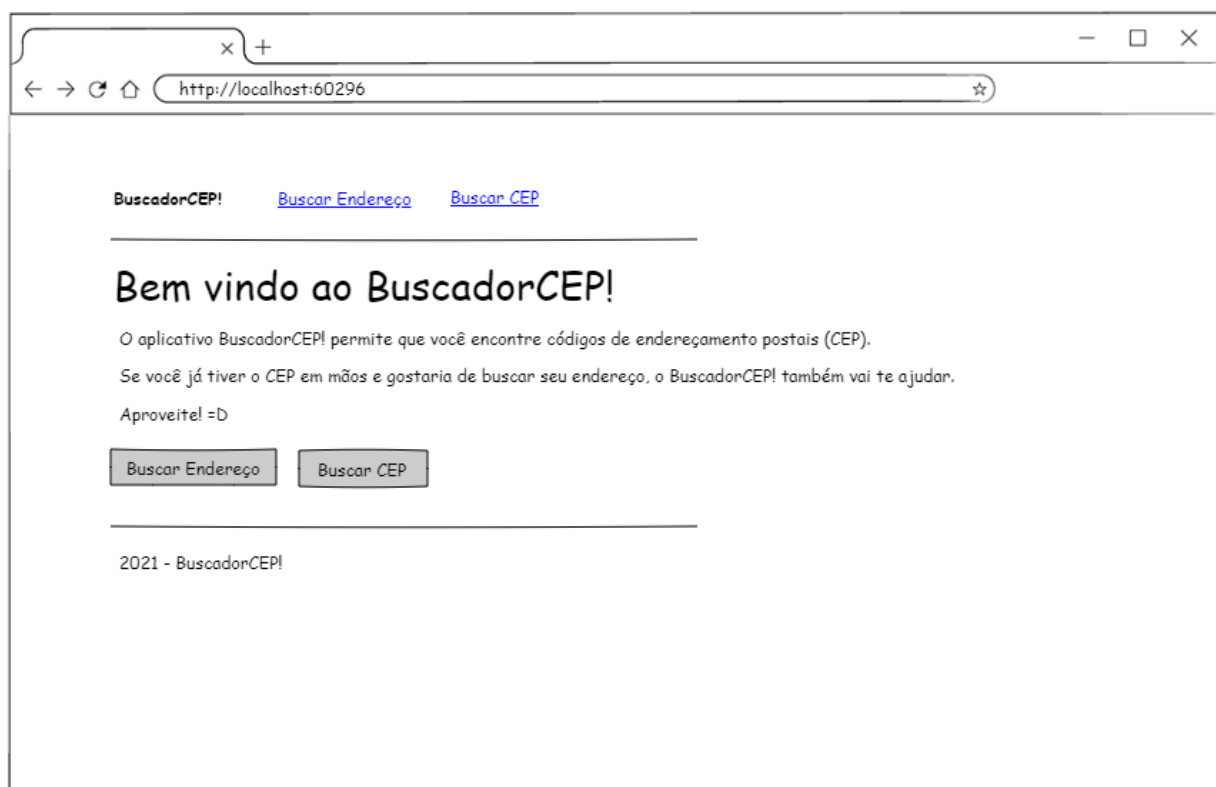 http://localhost:60296
BuscadorCEP! Buscar Endereço Buscar CEP
Bem vindo ao BuscadorCEP!
O aplicativo BuscadorCEP! permite que você encontre códigos de endereçamento postais (CEP).
Se você já tiver o CEP em mãos e gostaria de buscar seu endereço, o BuscadorCEP! também vai te ajudar.
Aproveite! =D
Buscar Endereço Buscar CEP
2021 - BuscadorCEP!